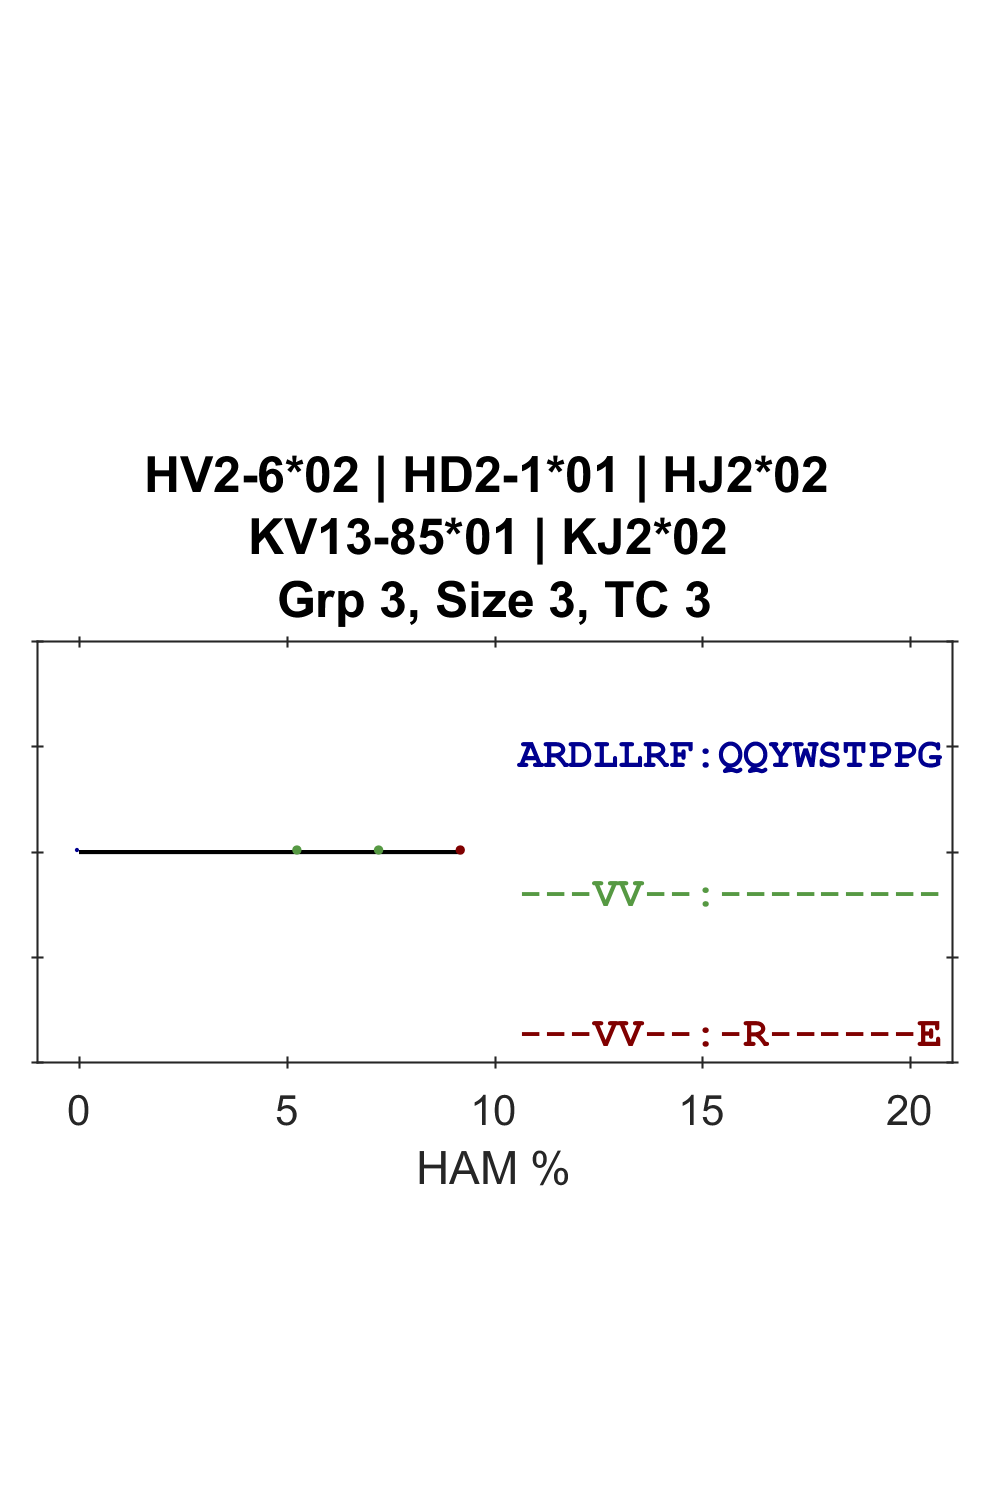 HV2-6*02 | HD2-1*01 | HJ2*02
KV13-85*01 | KJ2*02
Grp 3, Size 3, TC 3
ARDLLRF:QQYWSTPPG
---VV--:---------
---VV--:-R------E
0 5 10 15 20
HAM %